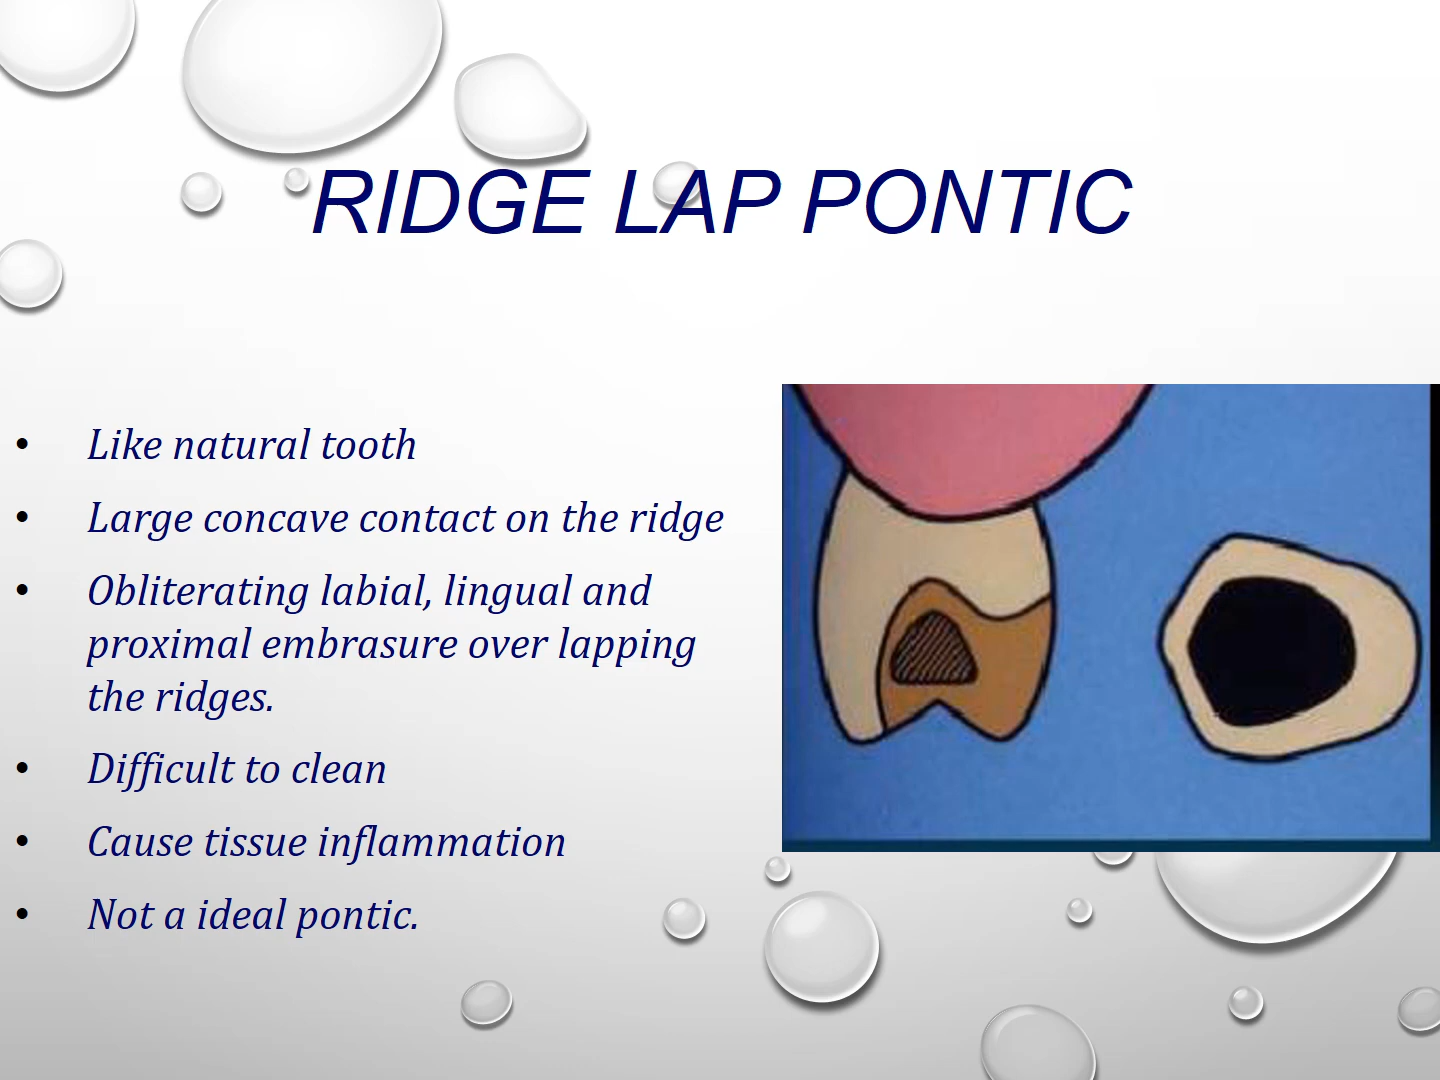 RIDGE LAP PONTIC
• Like natural tooth
• Large concave contact on the ridge
• Obliterating labial, lingual and
proximal embrasure over lapping
the ridges.
• Difficult to clean
• Cause tissue inflammation
• Not a ideal pontic.